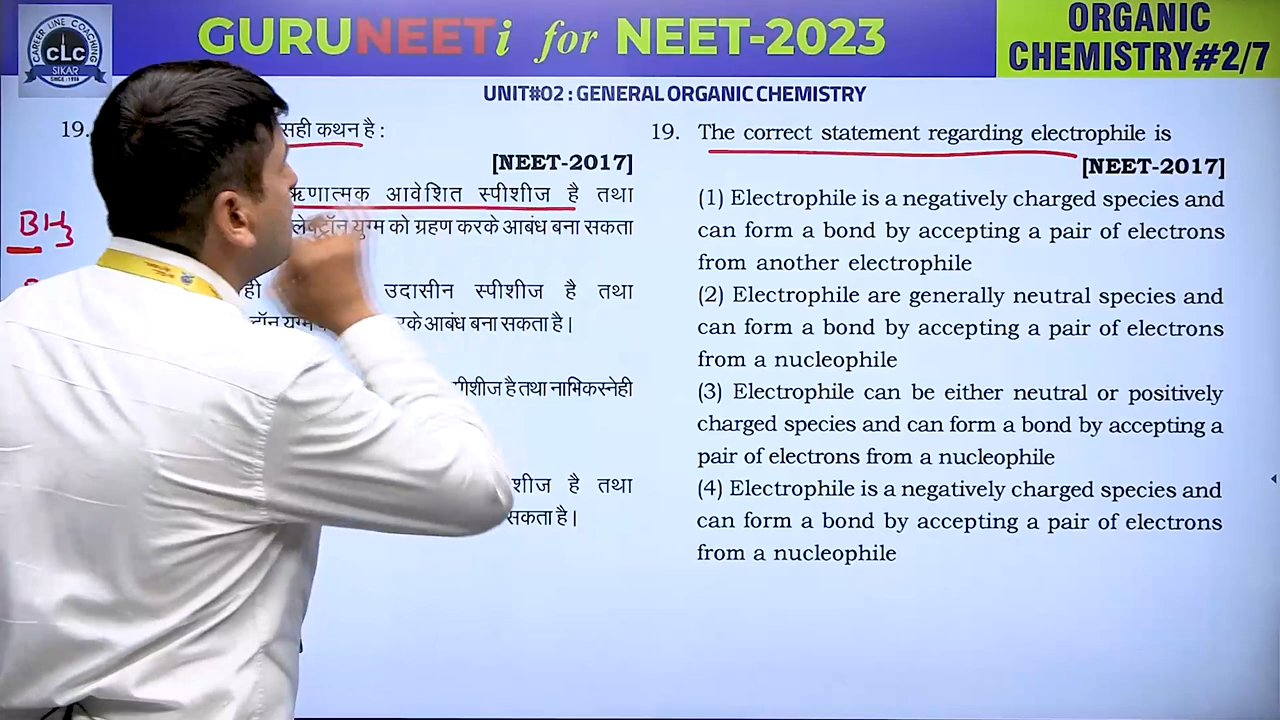 CAREER LINE COACHING
CLC
SIKAR
SINCE : 1996
GURUNEETi for NEET-2023
ORGANIC
CHEMISTRY#2/7
UNIT#02 : GENERAL ORGANIC CHEMISTRY
19. सही कथन है :
[NEET-2017]
ऋणात्मक आवेशित स्पीशीज है तथा
युग्म को ग्रहण करके आबंध बना सकता
उदासीन स्पीशीज है तथा
करके आबंध बना सकता है।
है तथा नाभिकस्नेही
है तथा
सकता है।
BH3
19. The correct statement regarding electrophile is
[NEET-2017]
(1) Electrophile is a negatively charged species and
can form a bond by accepting a pair of electrons
from another electrophile
(2) Electrophile are generally neutral species and
can form a bond by accepting a pair of electrons
from a nucleophile
(3) Electrophile can be either neutral or positively
charged species and can form a bond by accepting a
pair of electrons from a nucleophile
(4) Electrophile is a negatively charged species and
can form a bond by accepting a pair of electrons
from a nucleophile